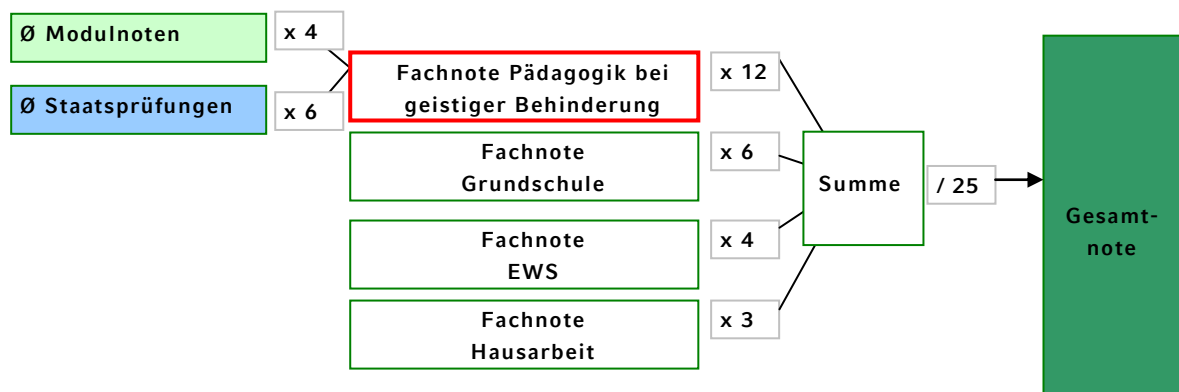 Ø Modulnoten
x 4
Ø Staatsprüfungen
x 6
Fachnote Pädagogik bei
geistiger Behinderung
x 12
Fachnote
Grundschule
x 6
Fachnote
EWS
x 4
Fachnote
Hausarbeit
x 3
Summe
/ 25
Gesamt-
note